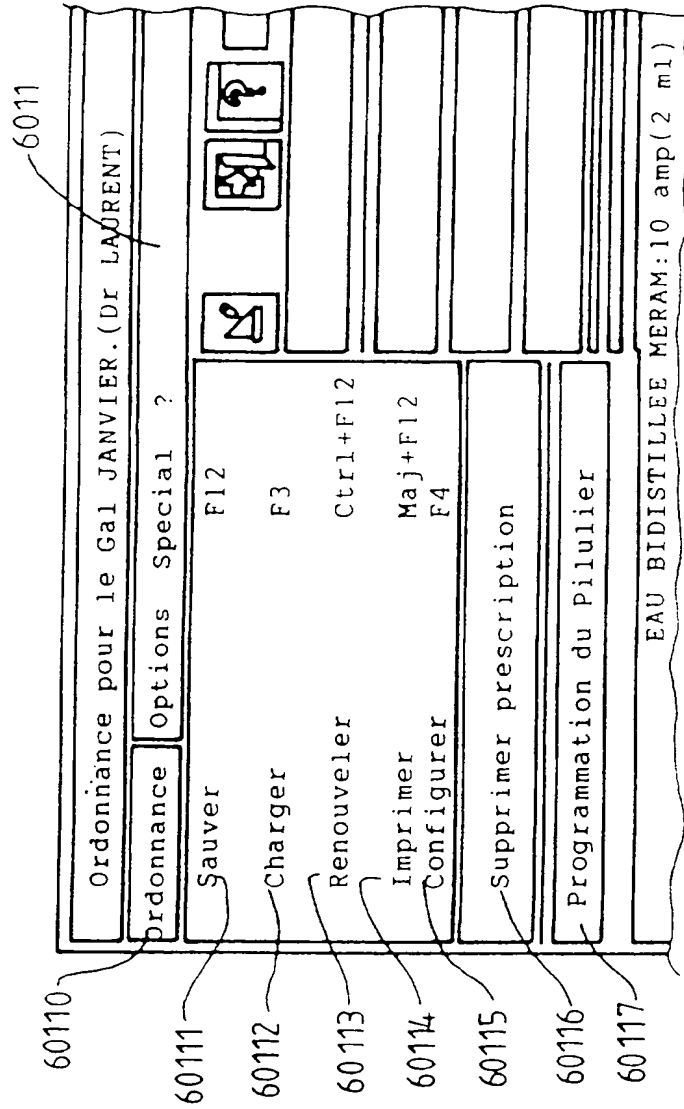 6011
Ordonnance pour le Gal JANVIER.(Dr LAURENT)
60110
Ordonnance Options Special ?
60111
Sauver F12
60112
Charger F3
60113
Renouveler Ctrl+F12
60114
Imprimer Maj+F12
60115
Configurer F4
60116
Supprimer prescription
60117
Programmation du Pilulier
EAU BIDISTILLEE MERAM:10 amp(2 ml)